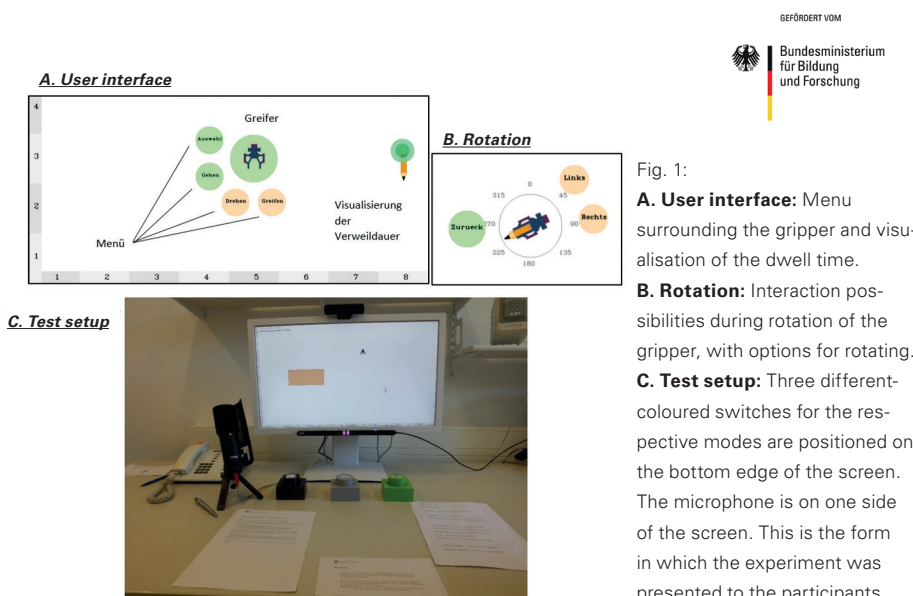 GEFÖRDERT VOM
Bundesministerium
für Bildung
und Forschung
A. User interface
4
3
2
1
1 2 3 4 5 6 7 8
Greifer
Auswahl
Gehen
Drehen Greifen
Menü
Visualisierung
der
Verweildauer
B. Rotation
0
45
90
135
180
225
270
315
Links
Rechts
Zurueck
C. Test setup
Fig. 1:
A. User interface: Menu
surrounding the gripper and visu-
alisation of the dwell time.
B. Rotation: Interaction pos-
sibilities during rotation of the
gripper, with options for rotating.
C. Test setup: Three different-
coloured switches for the res-
pective modes are positioned on
the bottom edge of the screen.
The microphone is on one side
of the screen. This is the form
in which the experiment was
presented to the participants